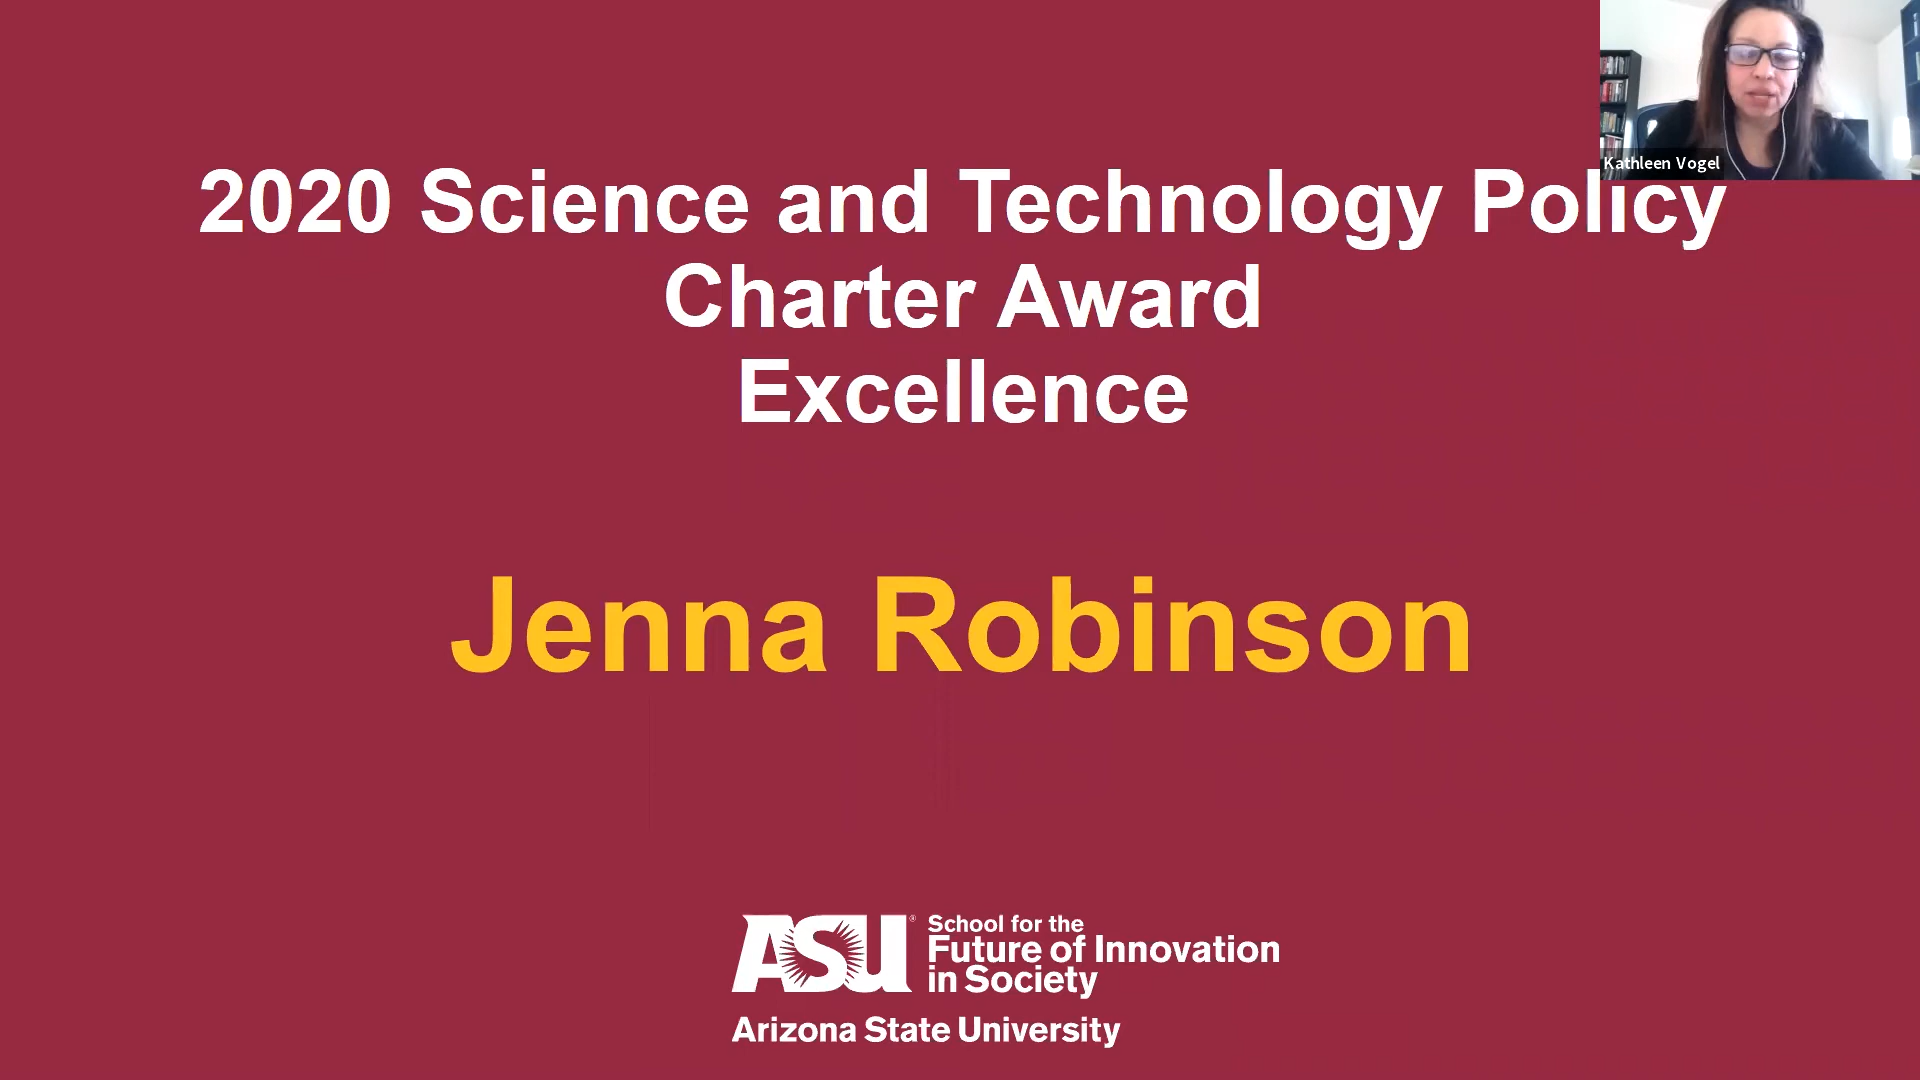 2020 Science and Technology Policy
Charter Award
Excellence
Kathleen Vogel
Jenna Robinson
ASU®
School for the
Future of Innovation
in Society
Arizona State University